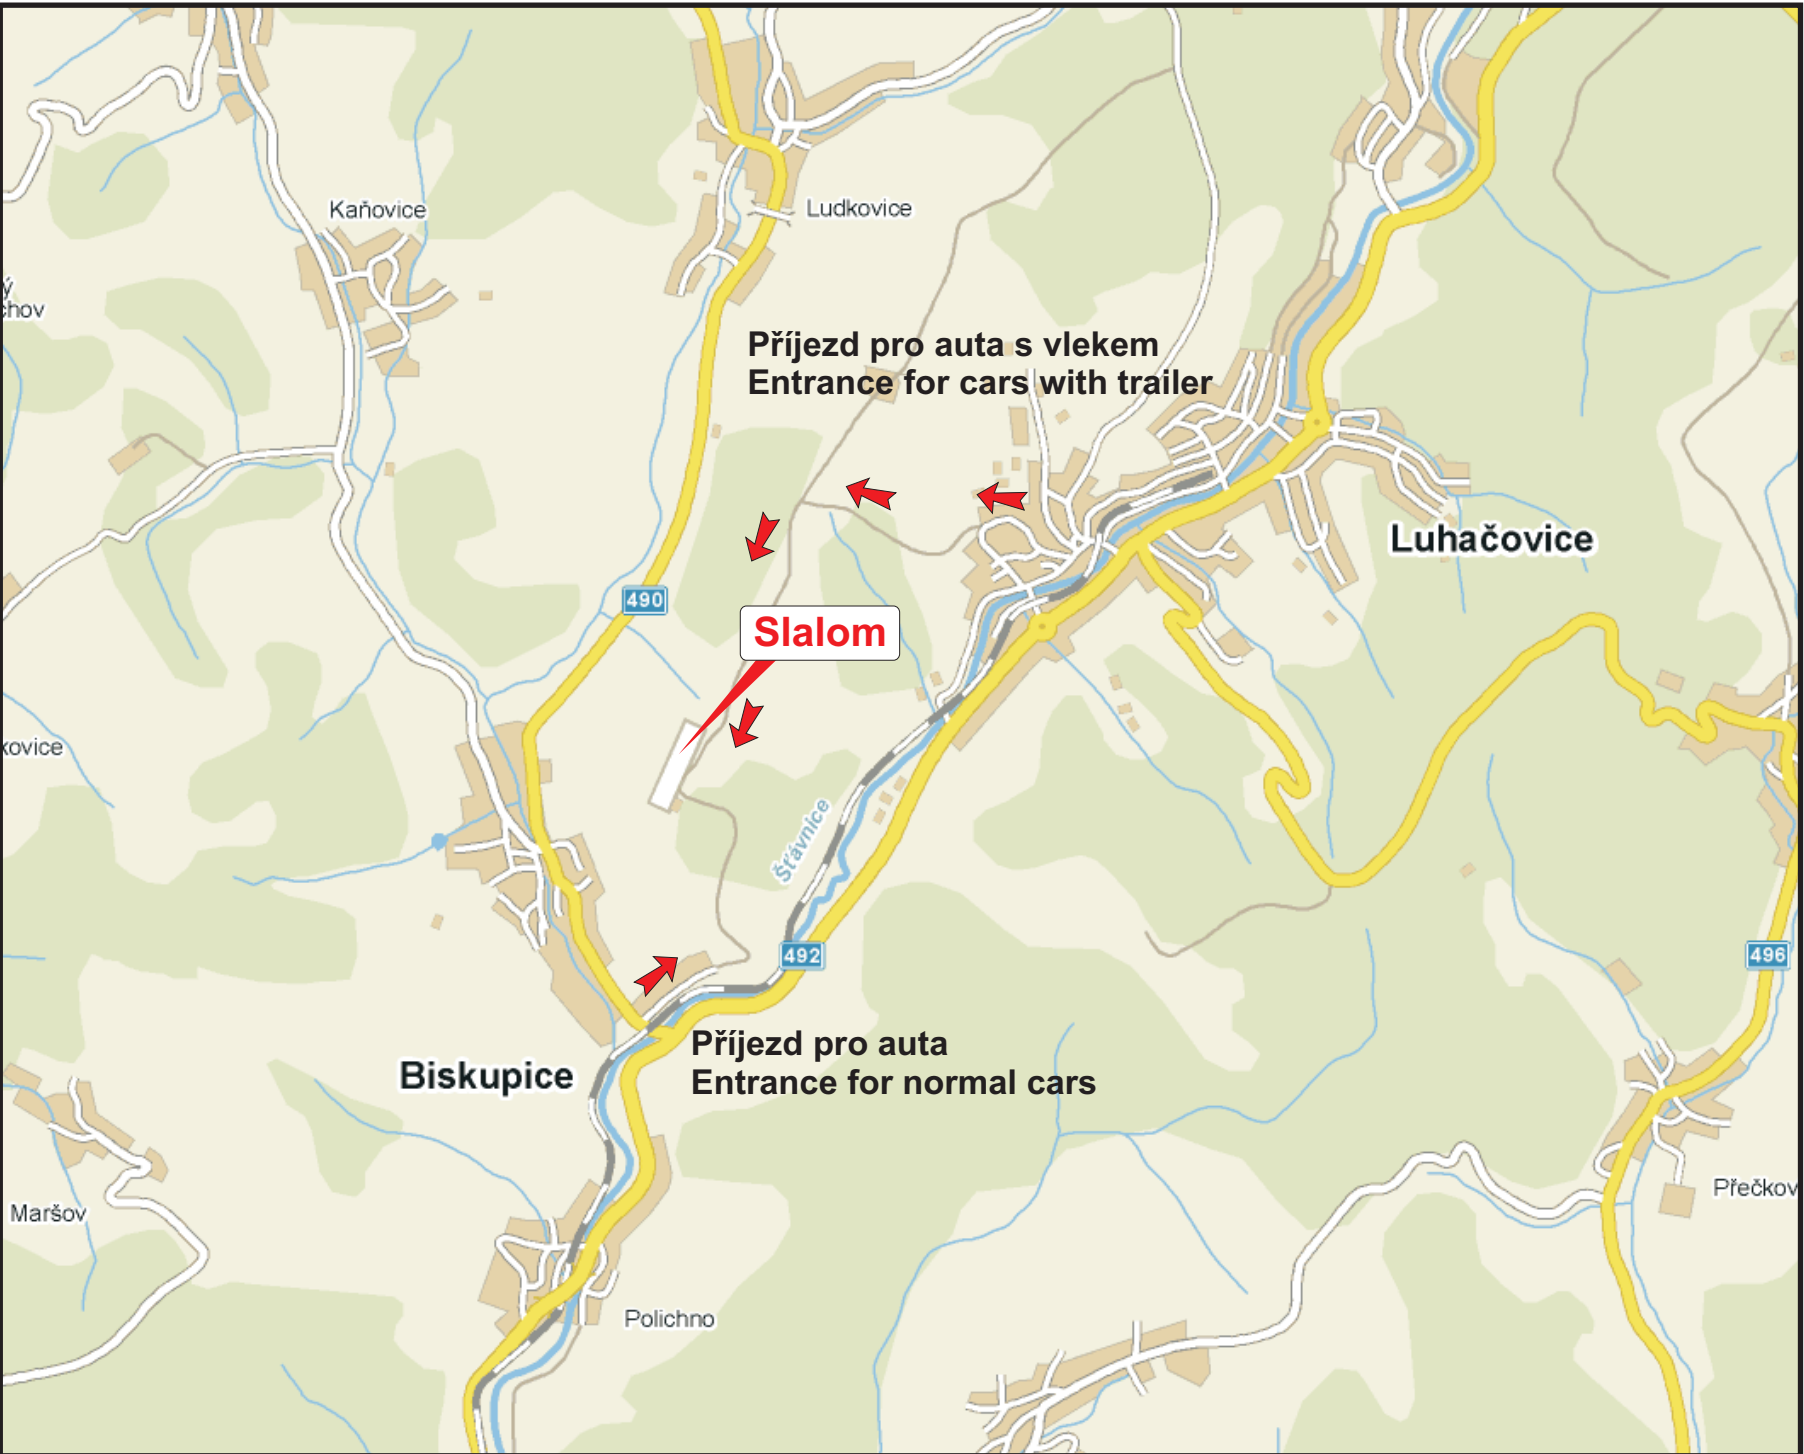 Kaňovice
Ludkovice
ý
chov
Příjezd pro auta s vlekem
Entrance for cars with trailer
Luhačovice
490
Slalom
kovice
Šťávnice
492
496
Příjezd pro auta
Entrance for normal cars
Biskupice
Přečkov
Maršov
Polichno